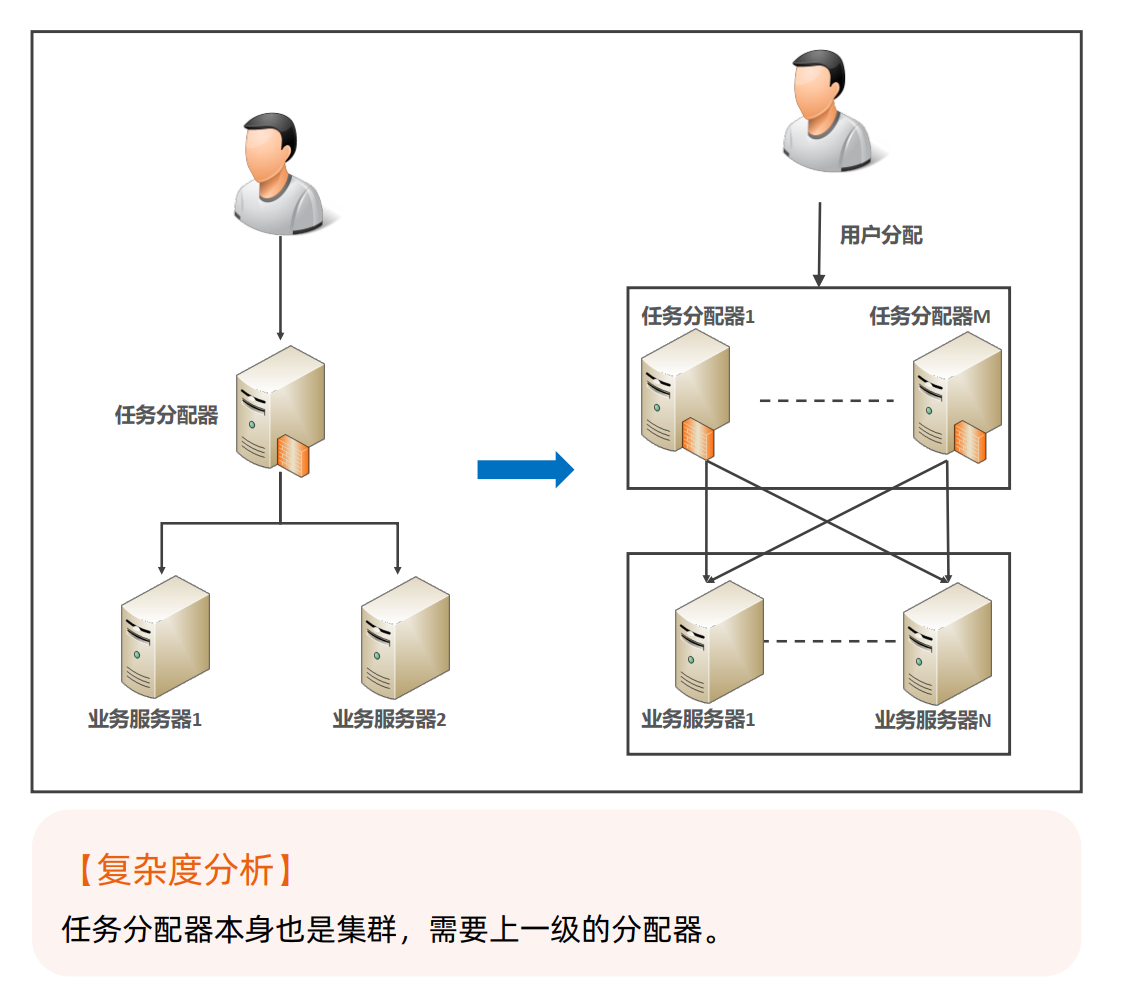 用户分配
任务分配器1
任务分配器M
任务分配器
业务服务器1
业务服务器2
业务服务器1
业务服务器N
【复杂度分析】
任务分配器本身也是集群，需要上一级的分配器。